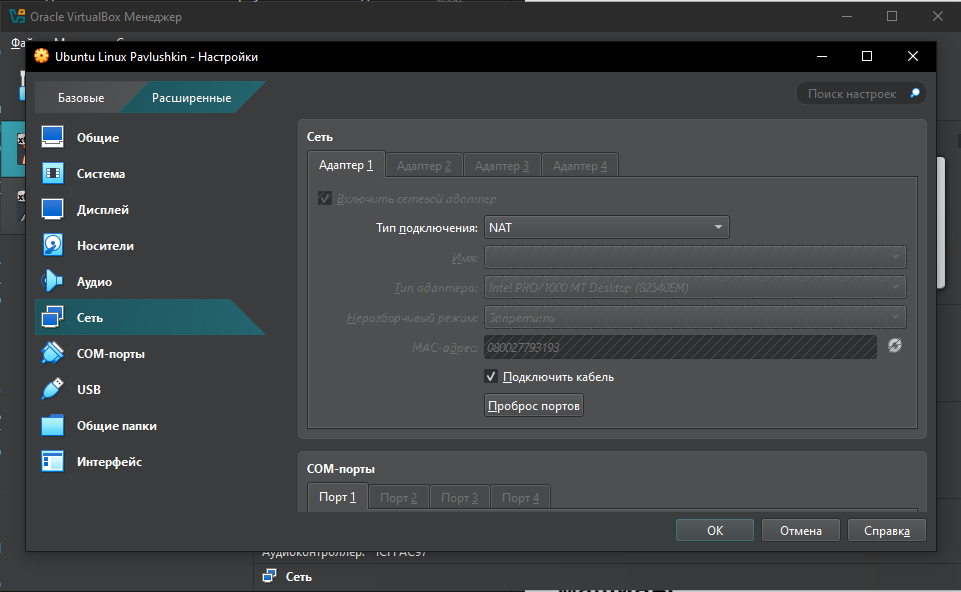 Oracle VirtualBox Менеджер
Ubuntu Linux Pavlushkin - Настройки
Базовые
Расширенные
Поиск настроек
Общие
Система
Дисплей
Носители
Аудио
Сеть
COM-порты
USB
Общие папки
Интерфейс
Сеть
Адаптер 1
Адаптер 2
Адаптер 3
Адаптер 4
Включить сетевой адаптер
Тип подключения: NAT
Имя:
Тип адаптера: Intel PRO/1000 MT Desktop (82540EM)
Неразборчивый режим: Запретить
MAC-адрес: 080027793193
Подключить кабель
Проброс портов
COM-порты
Порт 1
Порт 2
Порт 3
Порт 4
OK
Отмена
Справка
Аудиоконтроллер: ICH AC97
Сеть